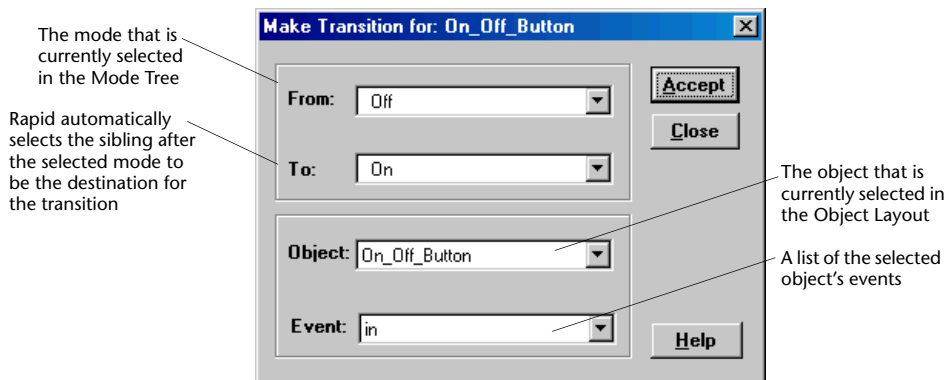 The mode that is
currently selected
in the Mode Tree
Rapid automatically
selects the sibling after
the selected mode to
be the destination for
the transition
Make Transition for: On_Off_Button
From: Off
To: On
Object: On_Off_Button
Event: in
Accept
Close
Help
The object that is
currently selected in
the Object Layout
A list of the selected
object’s events